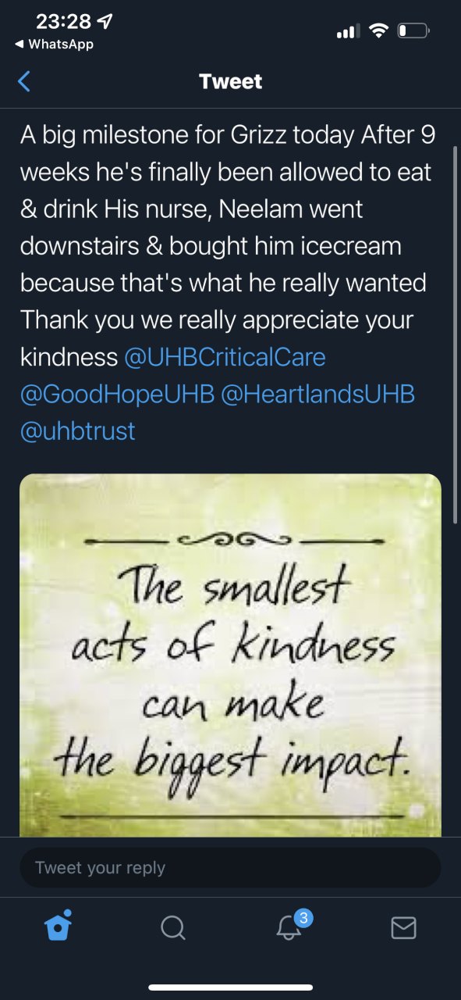 23:28
WhatsApp
Tweet
A big milestone for Grizz today After 9
weeks he's finally been allowed to eat
& drink His nurse, Neelam went
downstairs & bought him icecream
because that's what he really wanted
Thank you we really appreciate your
kindness @UHBCriticalCare
@GoodHopeUHB @HeartlandsUHB
@uhbtrust
The smallest
acts of kindness
can make
the biggest impact.
Tweet your reply
3